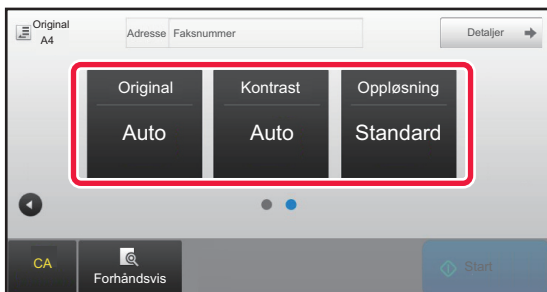 Original
A4
Adresse Faksnummer
Detaljer
Original
Auto
Kontrast
Auto
Oppløsning
Standard
CA
Forhåndsvis
Start